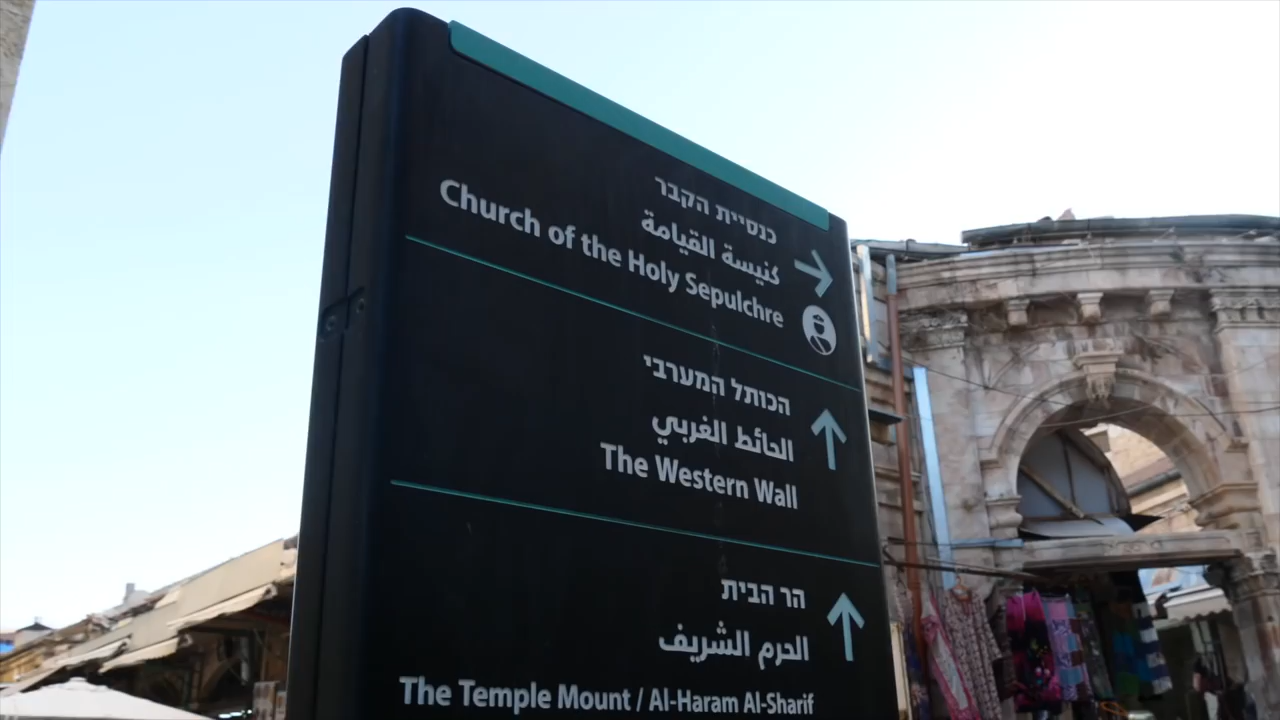 כנסיית הקבר
كنيسة القيامة
Church of the Holy Sepulchre
הכותל המערבי
الحائط الغربي
The Western Wall
הר הבית
الحرم الشريف
The Temple Mount / Al-Haram Al-Sharif